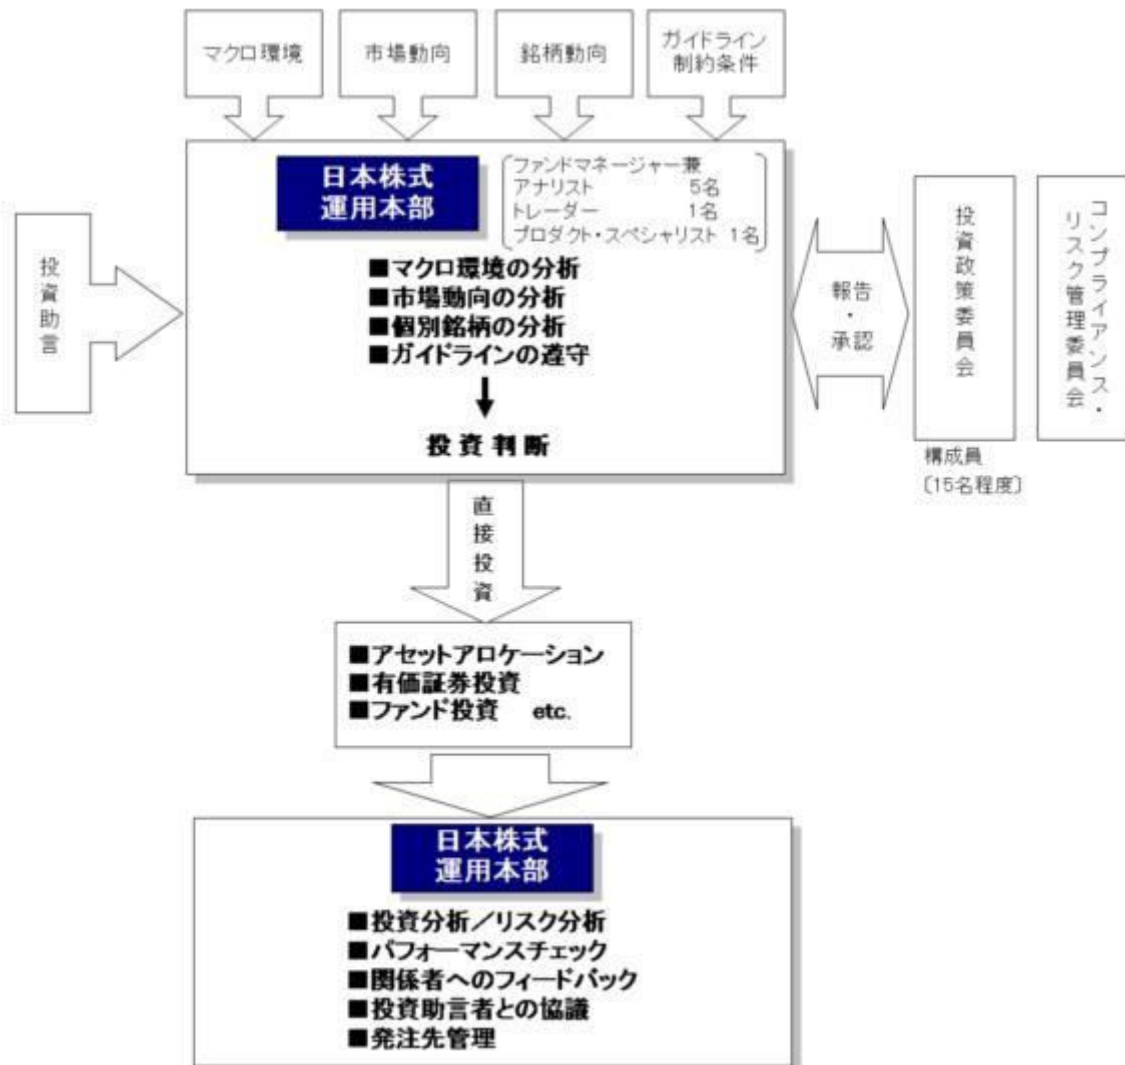 マクロ環境
市場動向
銘柄動向
ガイドライン
制約条件
投資助言
日本株式
運用本部
ファンドマネージャー兼
アナリスト 5名
トレーダー 1名
プロダクト・スペシャリスト 1名
■マクロ環境の分析
■市場動向の分析
■個別銘柄の分析
■ガイドラインの遵守
投資判断
報告
・
承認
投資政策委員会
コンプライアンス・
リスク管理委員会
構成員
〔15名程度〕
直接投資
■アセットアロケーション
■有価証券投資
■ファンド投資 etc.
日本株式
運用本部
■投資分析／リスク分析
■パフォーマンスチェック
■関係者へのフィードバック
■投資助言者との協議
■発注先管理